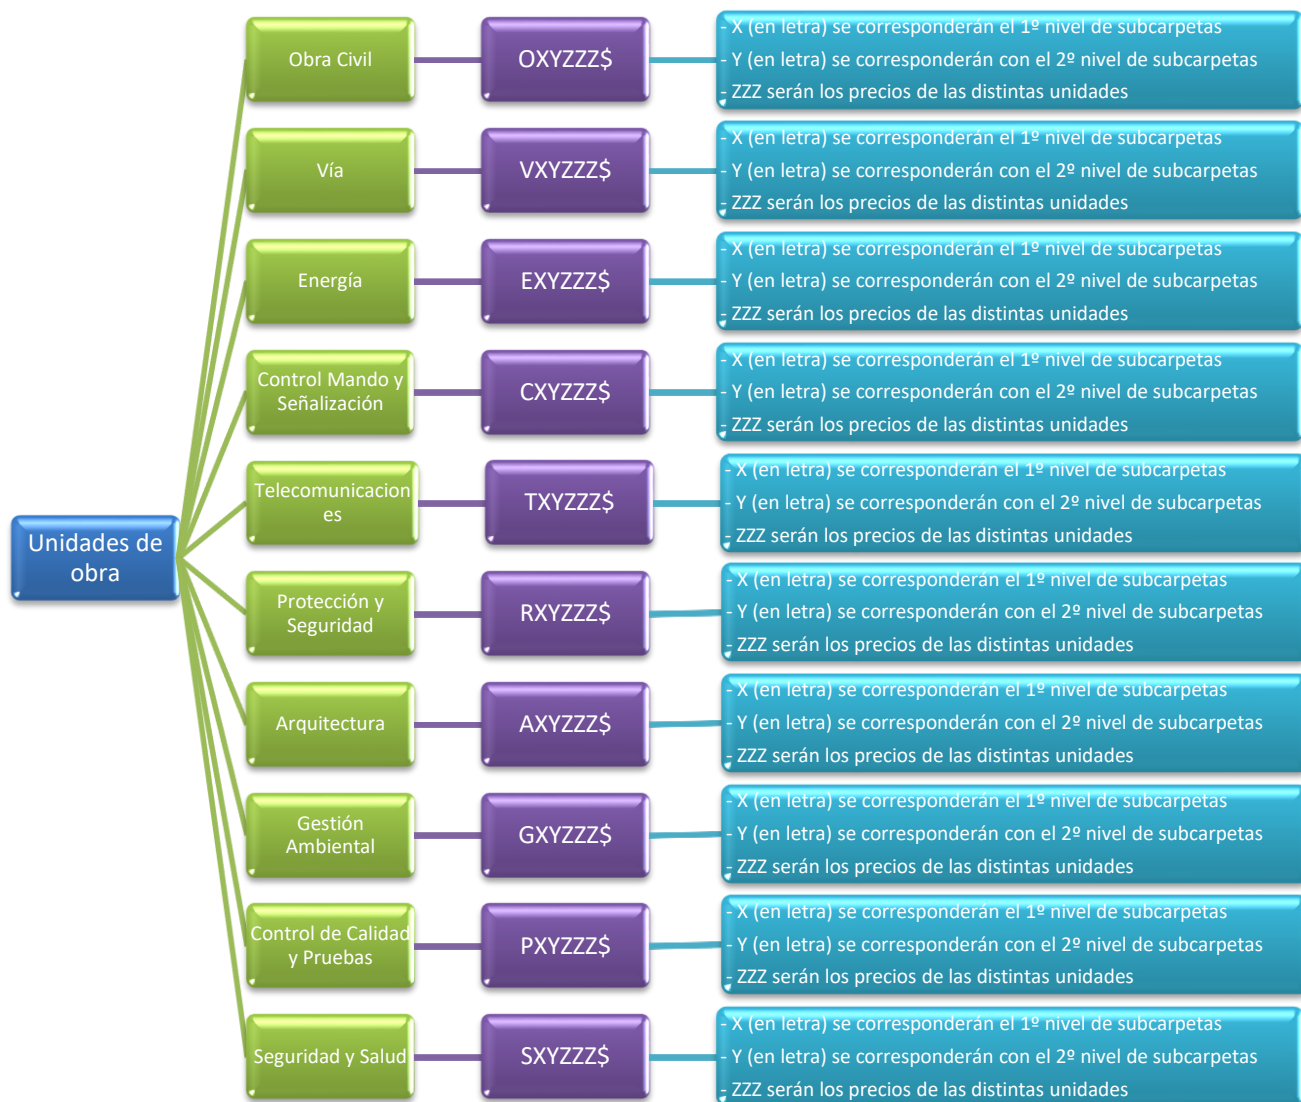 Unidades de
obra
Obra Civil
OXYZZZ$
- X (en letra) se corresponderán el 1º nivel de subcarpetas
- Y (en letra) se corresponderán con el 2º nivel de subcarpetas
- ZZZ serán los precios de las distintas unidades
Vía
VXYZZZ$
- X (en letra) se corresponderán el 1º nivel de subcarpetas
- Y (en letra) se corresponderán con el 2º nivel de subcarpetas
- ZZZ serán los precios de las distintas unidades
Energía
EXYZZZ$
- X (en letra) se corresponderán el 1º nivel de subcarpetas
- Y (en letra) se corresponderán con el 2º nivel de subcarpetas
- ZZZ serán los precios de las distintas unidades
Control Mando y
Señalización
CXYZZZ$
- X (en letra) se corresponderán el 1º nivel de subcarpetas
- Y (en letra) se corresponderán con el 2º nivel de subcarpetas
- ZZZ serán los precios de las distintas unidades
Telecomunicacion
es
TXYZZZ$
- X (en letra) se corresponderán el 1º nivel de subcarpetas
- Y (en letra) se corresponderán con el 2º nivel de subcarpetas
- ZZZ serán los precios de las distintas unidades
Protección y
Seguridad
RXYZZZ$
- X (en letra) se corresponderán el 1º nivel de subcarpetas
- Y (en letra) se corresponderán con el 2º nivel de subcarpetas
- ZZZ serán los precios de las distintas unidades
Arquitectura
AXYZZZ$
- X (en letra) se corresponderán el 1º nivel de subcarpetas
- Y (en letra) se corresponderán con el 2º nivel de subcarpetas
- ZZZ serán los precios de las distintas unidades
Gestión
Ambiental
GXYZZZ$
- X (en letra) se corresponderán el 1º nivel de subcarpetas
- Y (en letra) se corresponderán con el 2º nivel de subcarpetas
- ZZZ serán los precios de las distintas unidades
Control de Calidad
y Pruebas
PXYZZZ$
- X (en letra) se corresponderán el 1º nivel de subcarpetas
- Y (en letra) se corresponderán con el 2º nivel de subcarpetas
- ZZZ serán los precios de las distintas unidades
Seguridad y Salud
SXYZZZ$
- X (en letra) se corresponderán el 1º nivel de subcarpetas
- Y (en letra) se corresponderán con el 2º nivel de subcarpetas
- ZZZ serán los precios de las distintas unidades